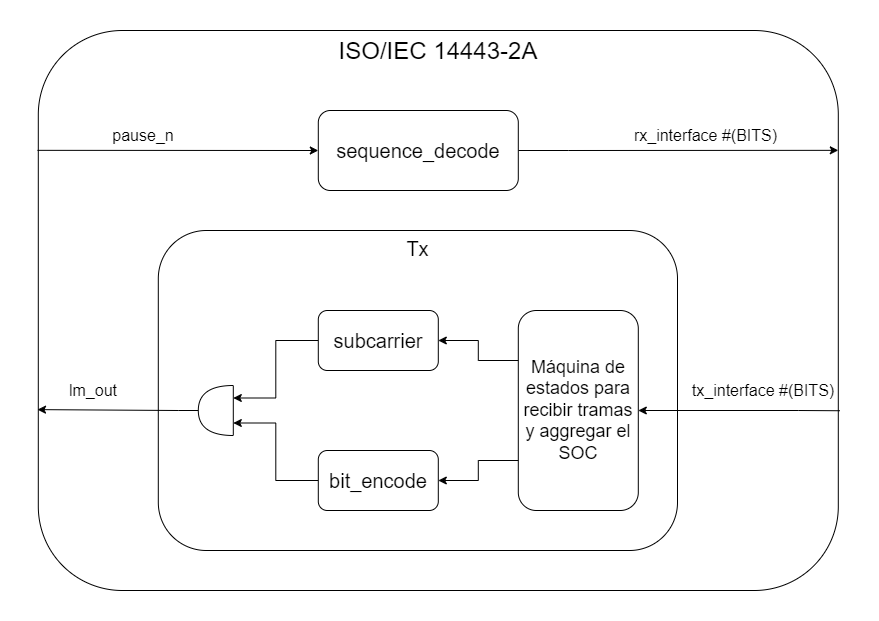 ISO/IEC 14443-2A
pause_n
sequence_decode
rx_interface #(BITS)
Tx
subcarrier
Máquina de
estados para
recibir tramas
y aggregar el
SOC
lm_out
tx_interface #(BITS)
bit_encode